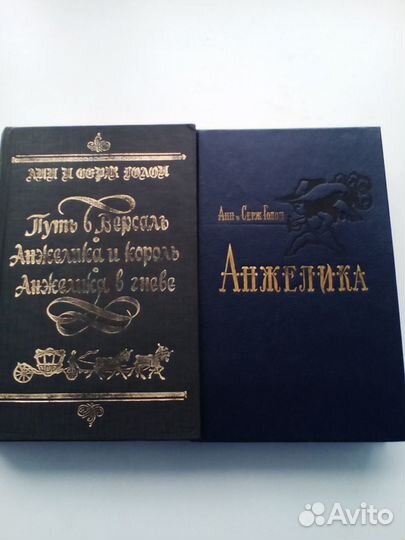 Анн и Серж Голон
Путь в Версаль
Анжелика и король
Анжелика в гневе
Анн и Серж Голон
Анжелика
Avito